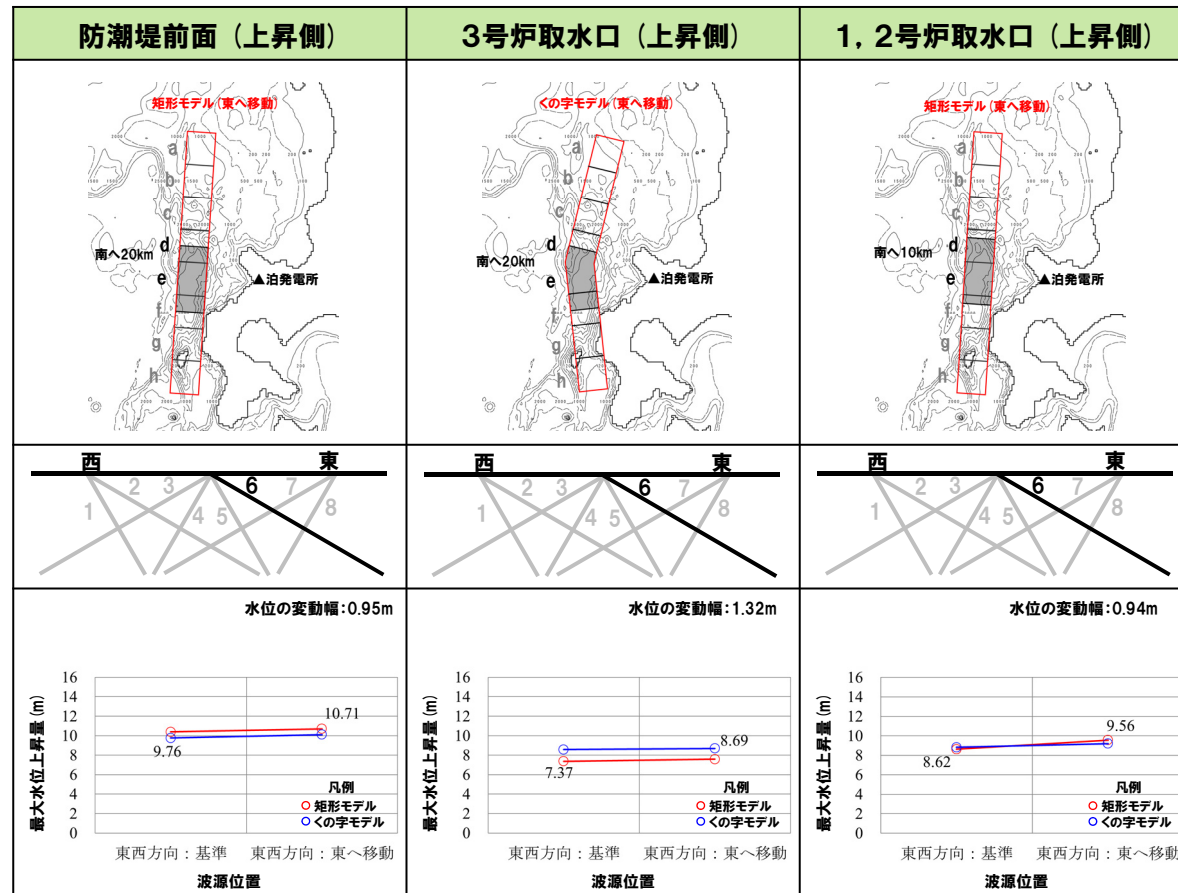 防潮堤前面（上昇側）
3号炉取水口（上昇側）
1，2号炉取水口（上昇側）
矩形モデル（東へ移動）
a
b
c
d
南へ20km
e
▲泊発電所
f
g
h
くの字モデル（東へ移動）
a
b
c
d
南へ20km
e
▲泊発電所
f
g
h
矩形モデル（東へ移動）
a
b
c
d
南へ10km
e
▲泊発電所
f
g
h
西 東
1 2 3 4 5 6 7 8
西 東
1 2 3 4 5 6 7 8
西 東
1 2 3 4 5 6 7 8
水位の変動幅：0.95m
最大水位上昇量(m)
16
14
12
10
8
6
4
2
0
9.76
10.71
凡例
矩形モデル
くの字モデル
東西方向：基準 東西方向：東へ移動
波源位置
水位の変動幅：1.32m
最大水位上昇量(m)
16
14
12
10
8
6
4
2
0
7.37
8.69
凡例
矩形モデル
くの字モデル
東西方向：基準 東西方向：東へ移動
波源位置
水位の変動幅：0.94m
最大水位上昇量(m)
16
14
12
10
8
6
4
2
0
8.62
9.56
凡例
矩形モデル
くの字モデル
東西方向：基準 東西方向：東へ移動
波源位置